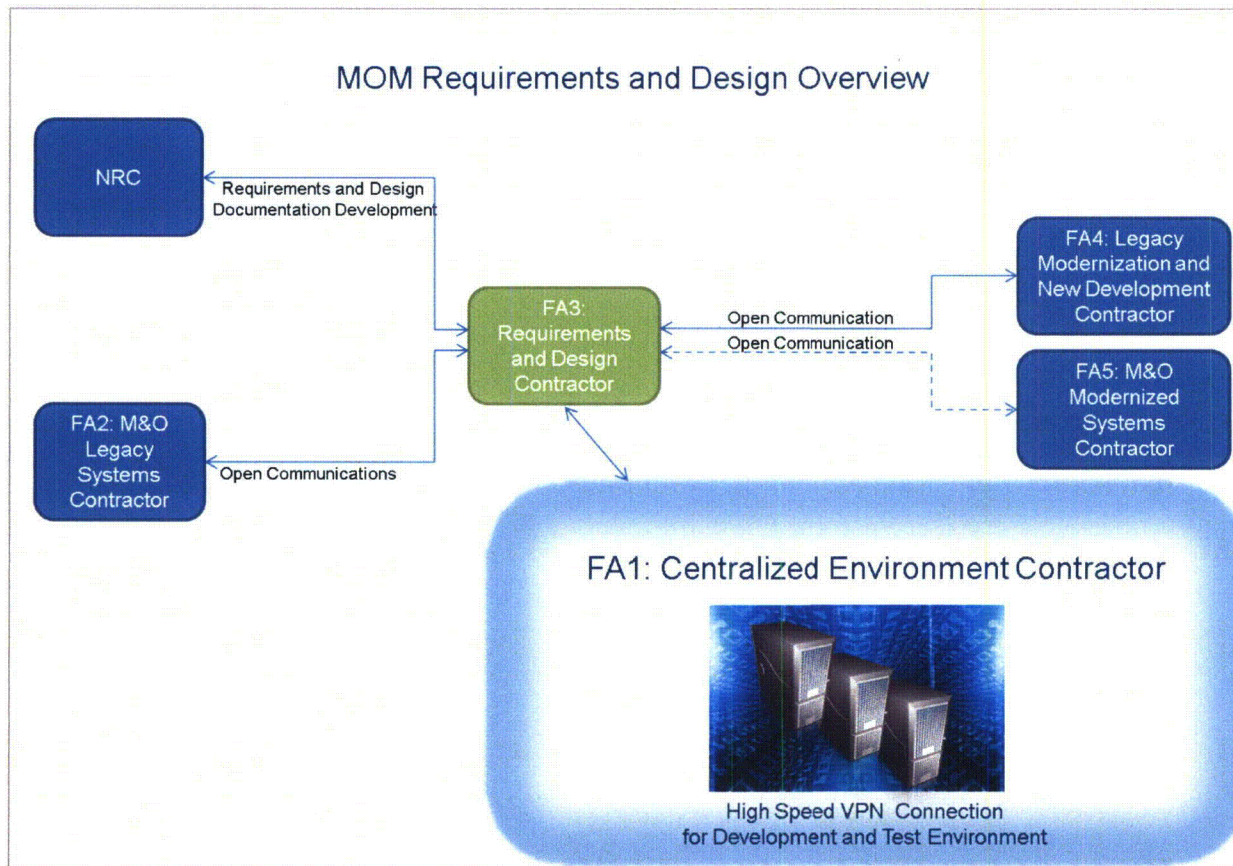 MOM Requirements and Design Overview
NRC
Requirements and Design
Documentation Development
FA4: Legacy
Modernization and
New Development
Contractor
FA3:
Requirements
and Design
Contractor
Open Communication
Open Communication
FA5: M&O
Modernized
Systems
Contractor
FA2: M&O
Legacy
Systems
Contractor
Open Communications
FA1: Centralized Environment Contractor
High Speed VPN Connection
for Development and Test Environment